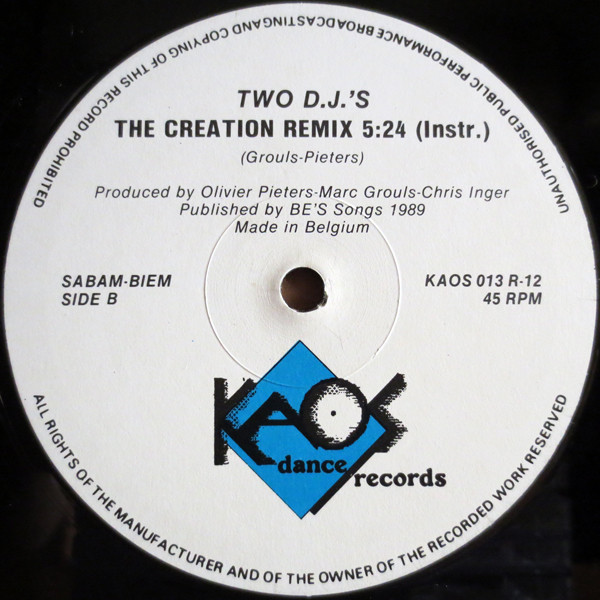 UNAUTHORISED PUBLIC PERFORMANCE BROADCASTING AND COPYING OF THIS RECORD PROHIBITED
TWO D.J.'S
THE CREATION REMIX 5:24 (Instr.)
(Grouls-Pieters)
Produced by Olivier Pieters-Marc Grouls-Chris Inger
Published by BE'S Songs 1989
Made in Belgium
SABAM-BIEM
SIDE B
KAOS 013 R-12
45 RPM
KAOS
dance records
ALL RIGHTS OF THE MANUFACTURER AND OF THE OWNER OF THE RECORDED WORK RESERVED